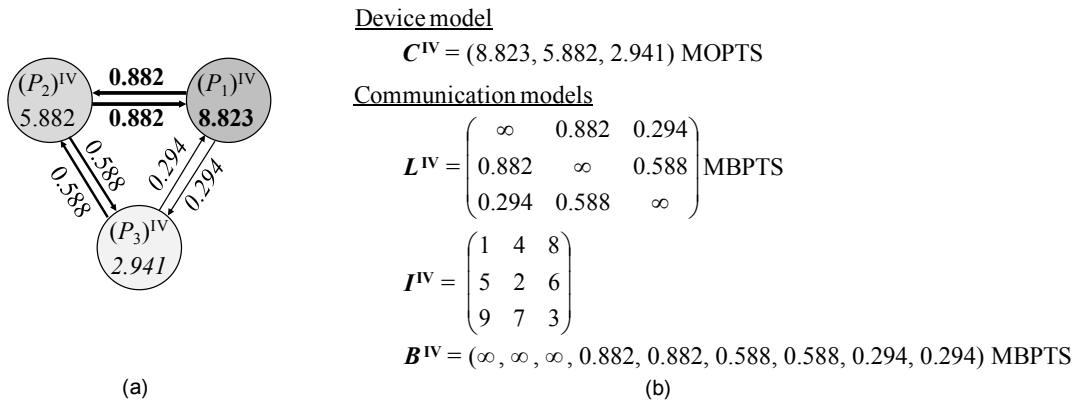 0.882
(P₂)ᴵⱽ (P₁)ᴵⱽ
5.882 0.882 8.823
0.588 0.588 0.294 0.294
(P₃)ᴵⱽ
2.941
(a)
Device model
Cᴵⱽ = (8.823, 5.882, 2.941) MOPTS
Communication models
∞ 0.882 0.294
Lᴵⱽ = 0.882 ∞ 0.588 MBPTS
0.294 0.588 ∞
1 4 8
Iᴵⱽ = 5 2 6
9 7 3
Bᴵⱽ = (∞, ∞, ∞, 0.882, 0.882, 0.588, 0.588, 0.294, 0.294) MBPTS
(b)